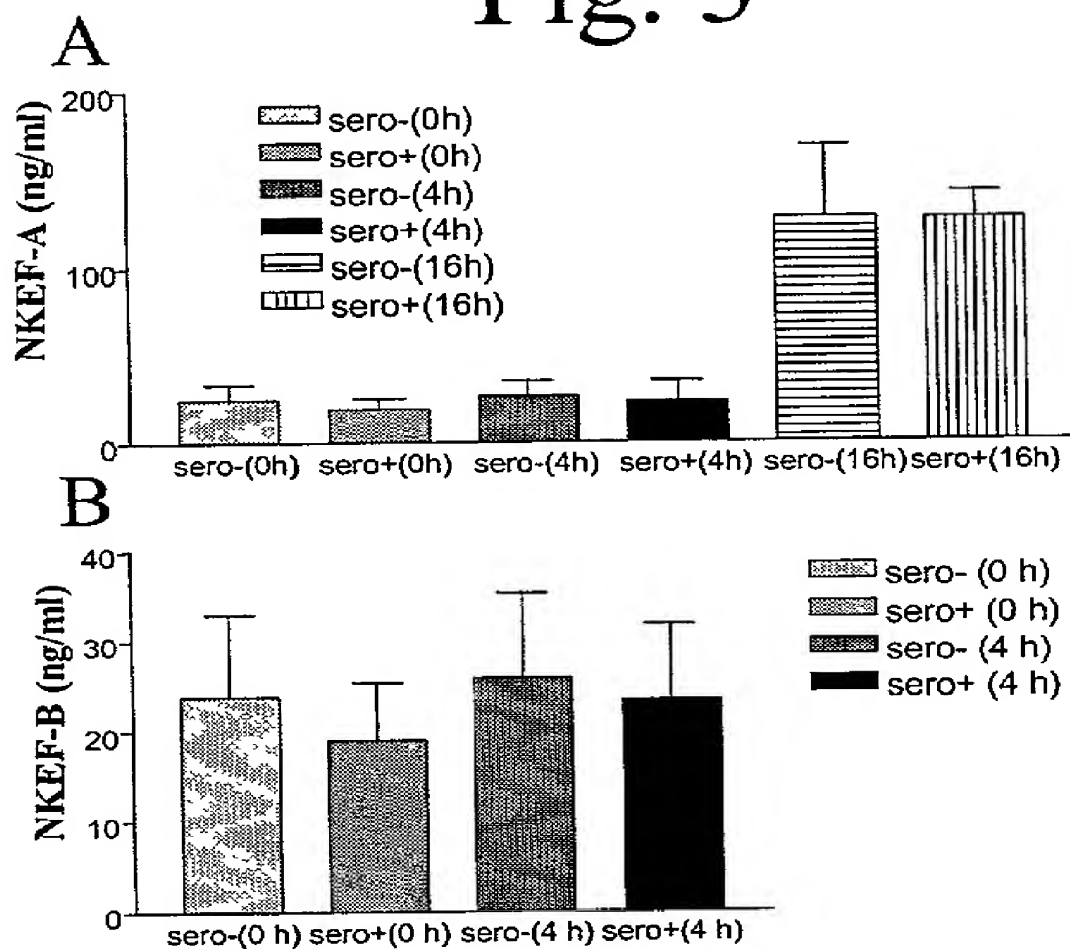 Fig. 5
A
NKEF-A (ng/ml)
200
100
0
sero-(0h)
sero+(0h)
sero-(4h)
sero+(4h)
sero-(16h)
sero+(16h)
sero-(0h) sero+(0h) sero-(4h) sero+(4h) sero-(16h) sero+(16h)
B
NKEF-B (ng/ml)
40
30
20
10
0
sero- (0 h)
sero+ (0 h)
sero- (4 h)
sero+ (4 h)
sero-(0 h) sero+(0 h) sero-(4 h) sero+(4 h)